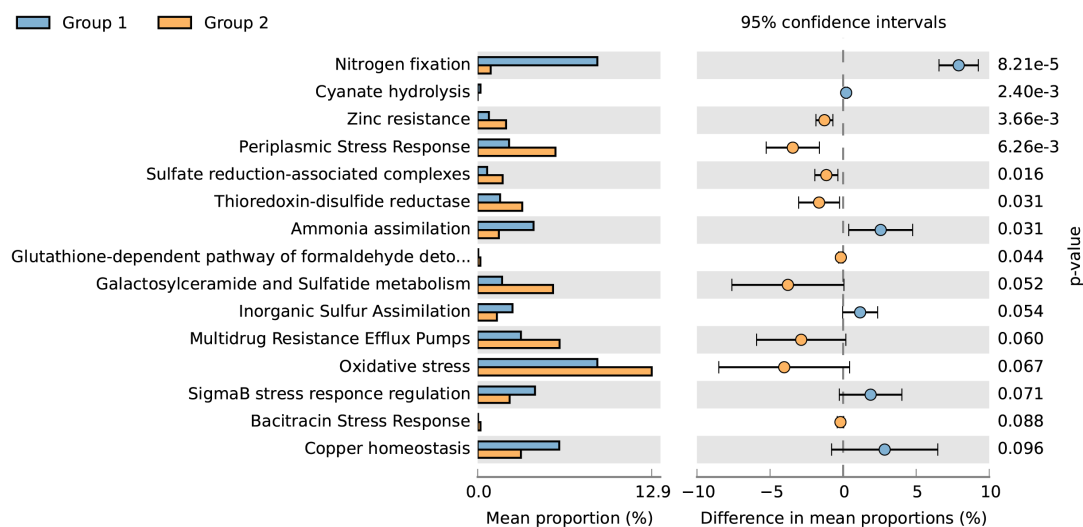 Group 1 Group 2
95% confidence intervals
Nitrogen fixation 8.21e-5
Cyanate hydrolysis 2.40e-3
Zinc resistance 3.66e-3
Periplasmic Stress Response 6.26e-3
Sulfate reduction-associated complexes 0.016
Thioredoxin-disulfide reductase 0.031
Ammonia assimilation 0.031
Glutathione-dependent pathway of formaldehyde deto... 0.044
Galactosylceramide and Sulfatide metabolism 0.052
Inorganic Sulfur Assimilation 0.054
Multidrug Resistance Efflux Pumps 0.060
Oxidative stress 0.067
SigmaB stress responce regulation 0.071
Bacitracin Stress Response 0.088
Copper homeostasis 0.096
p-value
0.0 12.9 −10 −5 0 5 10
Mean proportion (%) Difference in mean proportions (%)